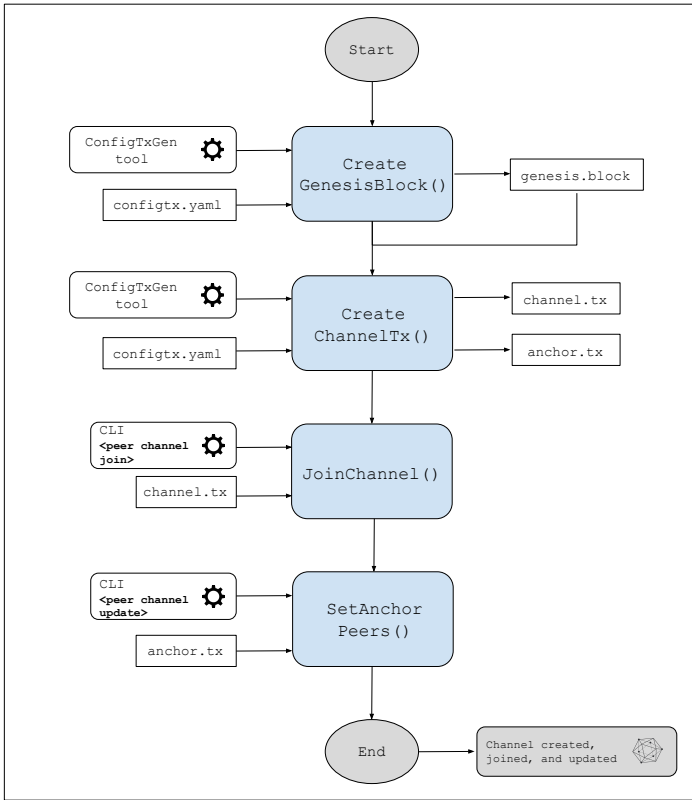 Start
ConfigTxGen
tool
Create
GenesisBlock()
genesis.block
configtx.yaml
ConfigTxGen
tool
Create
ChannelTx()
channel.tx
configtx.yaml
anchor.tx
CLI
<peer channel
join>
JoinChannel()
channel.tx
CLI
<peer channel
update>
SetAnchor
Peers()
anchor.tx
End
Channel created,
joined, and updated